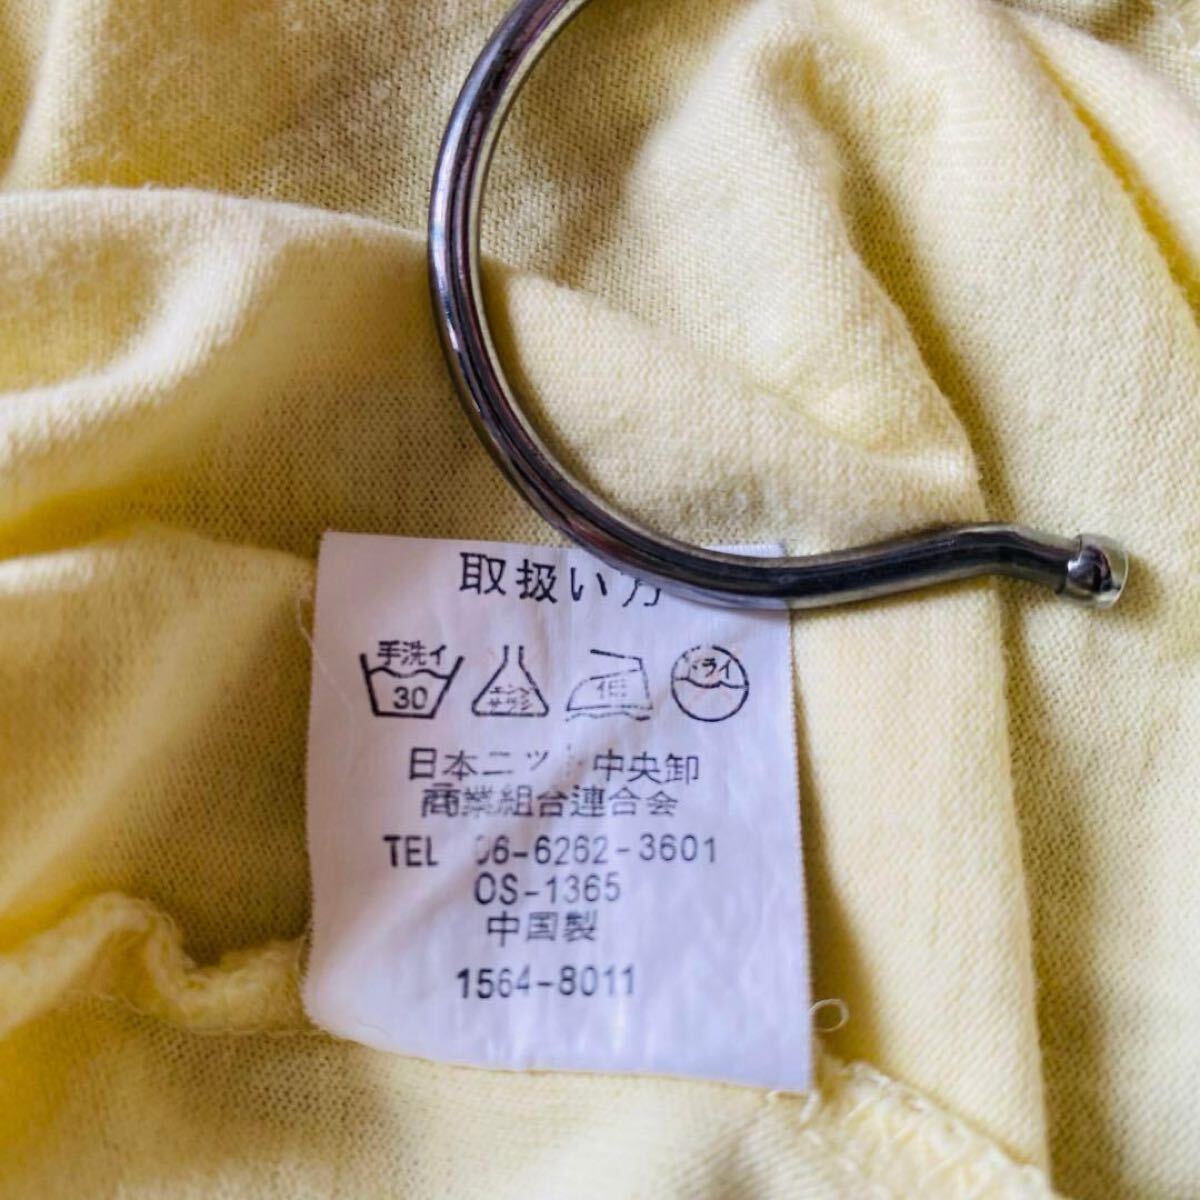 取扱い方
手洗イ
30
エンソ
サラシ
低
ドライ
日本ニット中央卸
商業組合連合会
TEL 06-6262-3601
OS-1365
中国製
1564-8011